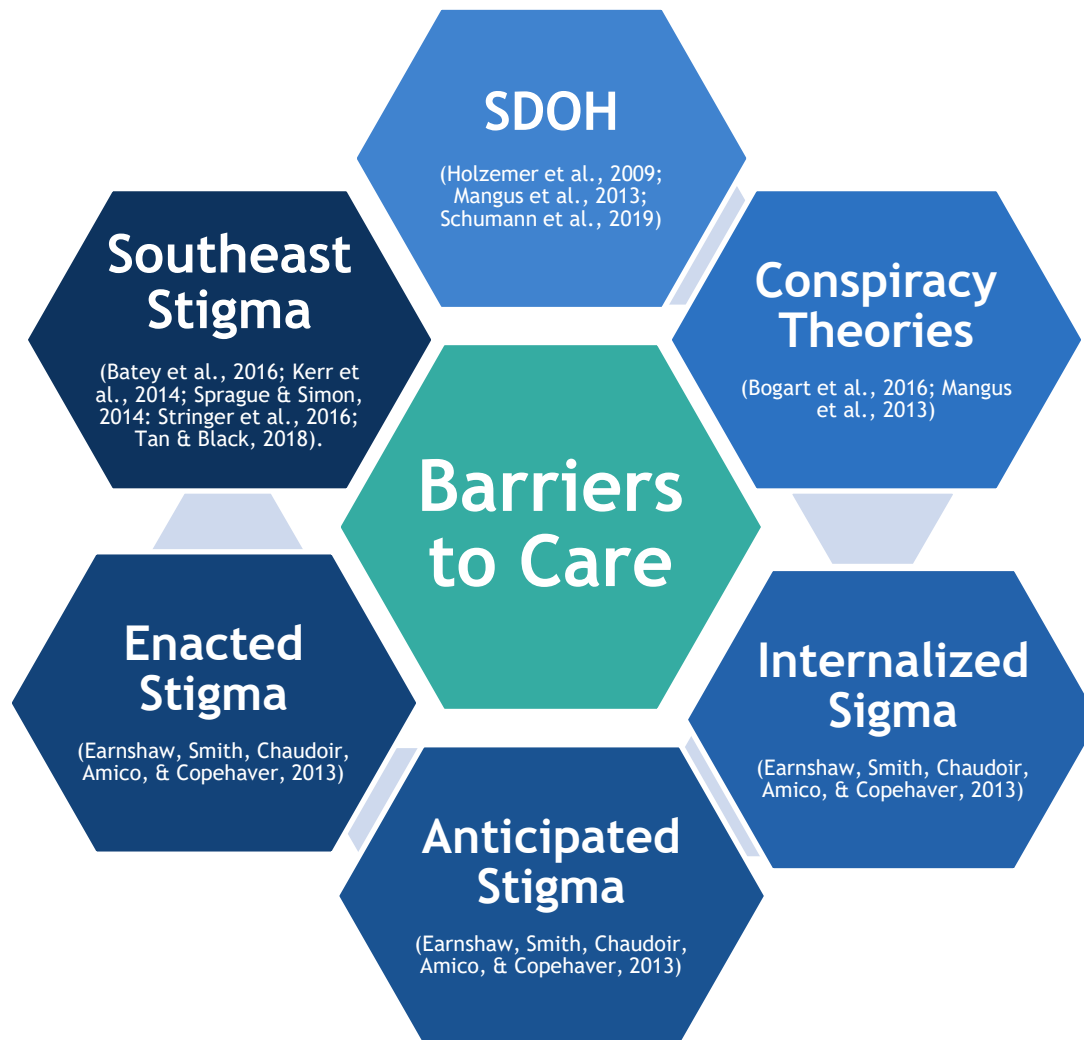 SDOH
(Holzemer et al., 2009;
Mangus et al., 2013;
Schumann et al., 2019)
Southeast
Stigma
(Batey et al., 2016; Kerr et
al., 2014; Sprague & Simon,
2014: Stringer et al., 2016;
Tan & Black, 2018).
Conspiracy
Theories
(Bogart et al., 2016; Mangus
et al., 2013)
Barriers
to Care
Enacted
Stigma
(Earnshaw, Smith, Chaudoir,
Amico, & Copehaver, 2013)
Internalized
Sigma
(Earnshaw, Smith, Chaudoir,
Amico, & Copehaver, 2013)
Anticipated
Stigma
(Earnshaw, Smith, Chaudoir,
Amico, & Copehaver, 2013)